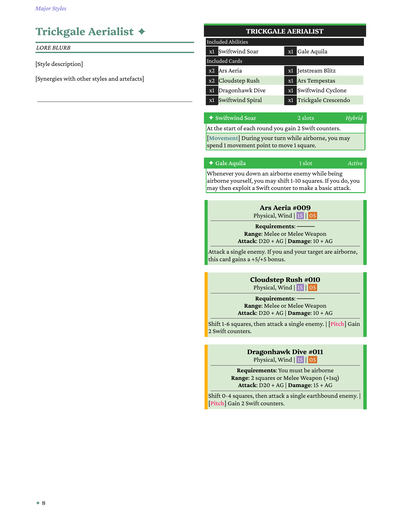 Major Styles
Trickgale Aerialist ✦
LORE BLURB
[Style description]
[Synergies with other styles and artefacts]
TRICKGALE AERIALIST
Included Abilities
x1 Swiftwind Soar x1 Gale Aquila
Included Cards
x2 Ars Aeria x1 Jetstream Blitz
x2 Cloudstep Rush x1 Ars Tempestas
x1 Dragonhawk Dive x1 Swiftwind Cyclone
x1 Swiftwind Spiral x1 Trickgale Crescendo
✦ Swiftwind Soar 2 slots Hybrid
At the start of each round you gain 2 Swift counters.
[Movement] During your turn while airborne, you may
spend 1 movement point to move 1 square.
✦ Gale Aquila 1 slot Active
Whenever you down an airborne enemy while being
airborne yourself, you may shift 1-10 squares. If you do, you
may then exploit a Swift counter to make a basic attack.
Ars Aeria #009
Physical, Wind | 1S | 0S
Requirements: ———
Range: Melee or Melee Weapon
Attack: D20 + AG | Damage: 10 + AG
Attack a single enemy. If you and your target are airborne,
this card gains a +5/+5 bonus.
Cloudstep Rush #010
Physical, Wind | 1S | 0S
Requirements: ———
Range: Melee or Melee Weapon
Attack: D20 + AG | Damage: 10 + AG
Shift 1-6 squares, then attack a single enemy. | [Pitch] Gain
2 Swift counters.
Dragonhawk Dive #011
Physical, Wind | 1S | 0S
Requirements: You must be airborne
Range: 2 squares or Melee Weapon (+1sq)
Attack: D20 + AG | Damage: 15 + AG
Shift 0-4 squares, then attack a single earthbound enemy. |
[Pitch] Gain 2 Swift counters.